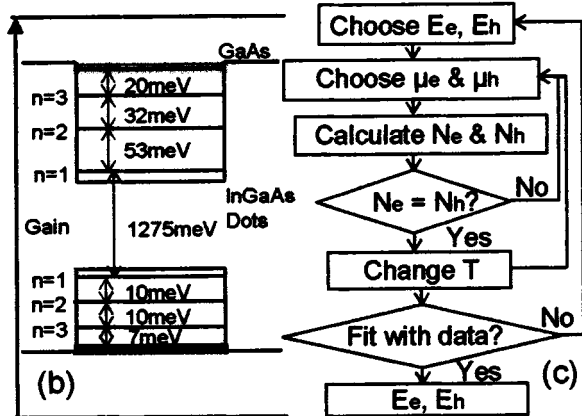 GaAs
20meV
n=3
32meV
n=2
53meV
n=1
InGaAs
Dots
Gain
1275meV
n=1
10meV
n=2
10meV
n=3
7meV
(b)
Choose Ee, Eh
Choose μe & μh
Calculate Ne & Nh
Ne = Nh?
No
Yes
Change T
Fit with data?
No
Yes
(c)
Ee, Eh